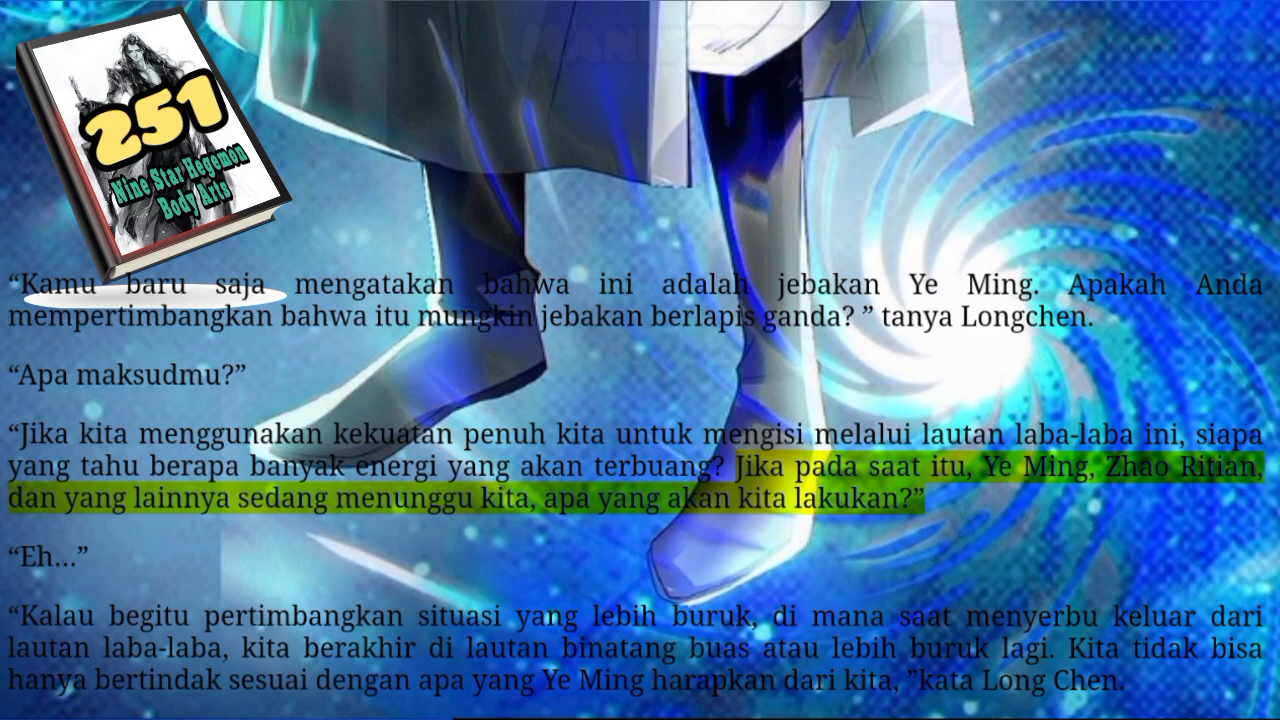 251
Nine Star Hegemon
Body Arts
“Kamu baru saja mengatakan bahwa ini adalah jebakan Ye Ming. Apakah Anda
mempertimbangkan bahwa itu mungkin jebakan berlapis ganda? ” tanya Longchen.
“Apa maksudmu?”
“Jika kita menggunakan kekuatan penuh kita untuk mengisi melalui lautan laba-laba ini, siapa
yang tahu berapa banyak energi yang akan terbuang? Jika pada saat itu, Ye Ming, Zhao Ritian,
dan yang lainnya sedang menunggu kita, apa yang akan kita lakukan?”
“Eh…”
“Kalau begitu pertimbangkan situasi yang lebih buruk, di mana saat menyerbu keluar dari
lautan laba-laba, kita berakhir di lautan binatang buas atau lebih buruk lagi. Kita tidak bisa
hanya bertindak sesuai dengan apa yang Ye Ming harapkan dari kita, ”kata Long Chen.